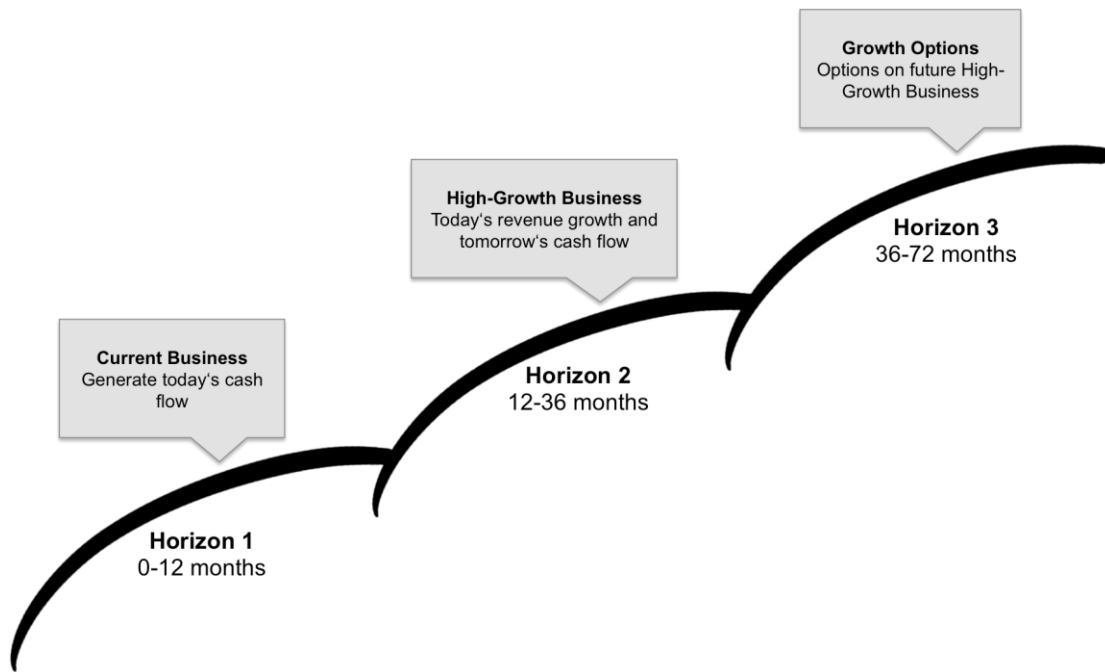 Growth Options
Options on future High-
Growth Business
High-Growth Business
Today‘s revenue growth and
tomorrow‘s cash flow
Horizon 3
36-72 months
Current Business
Generate today‘s cash
flow
Horizon 2
12-36 months
Horizon 1
0-12 months